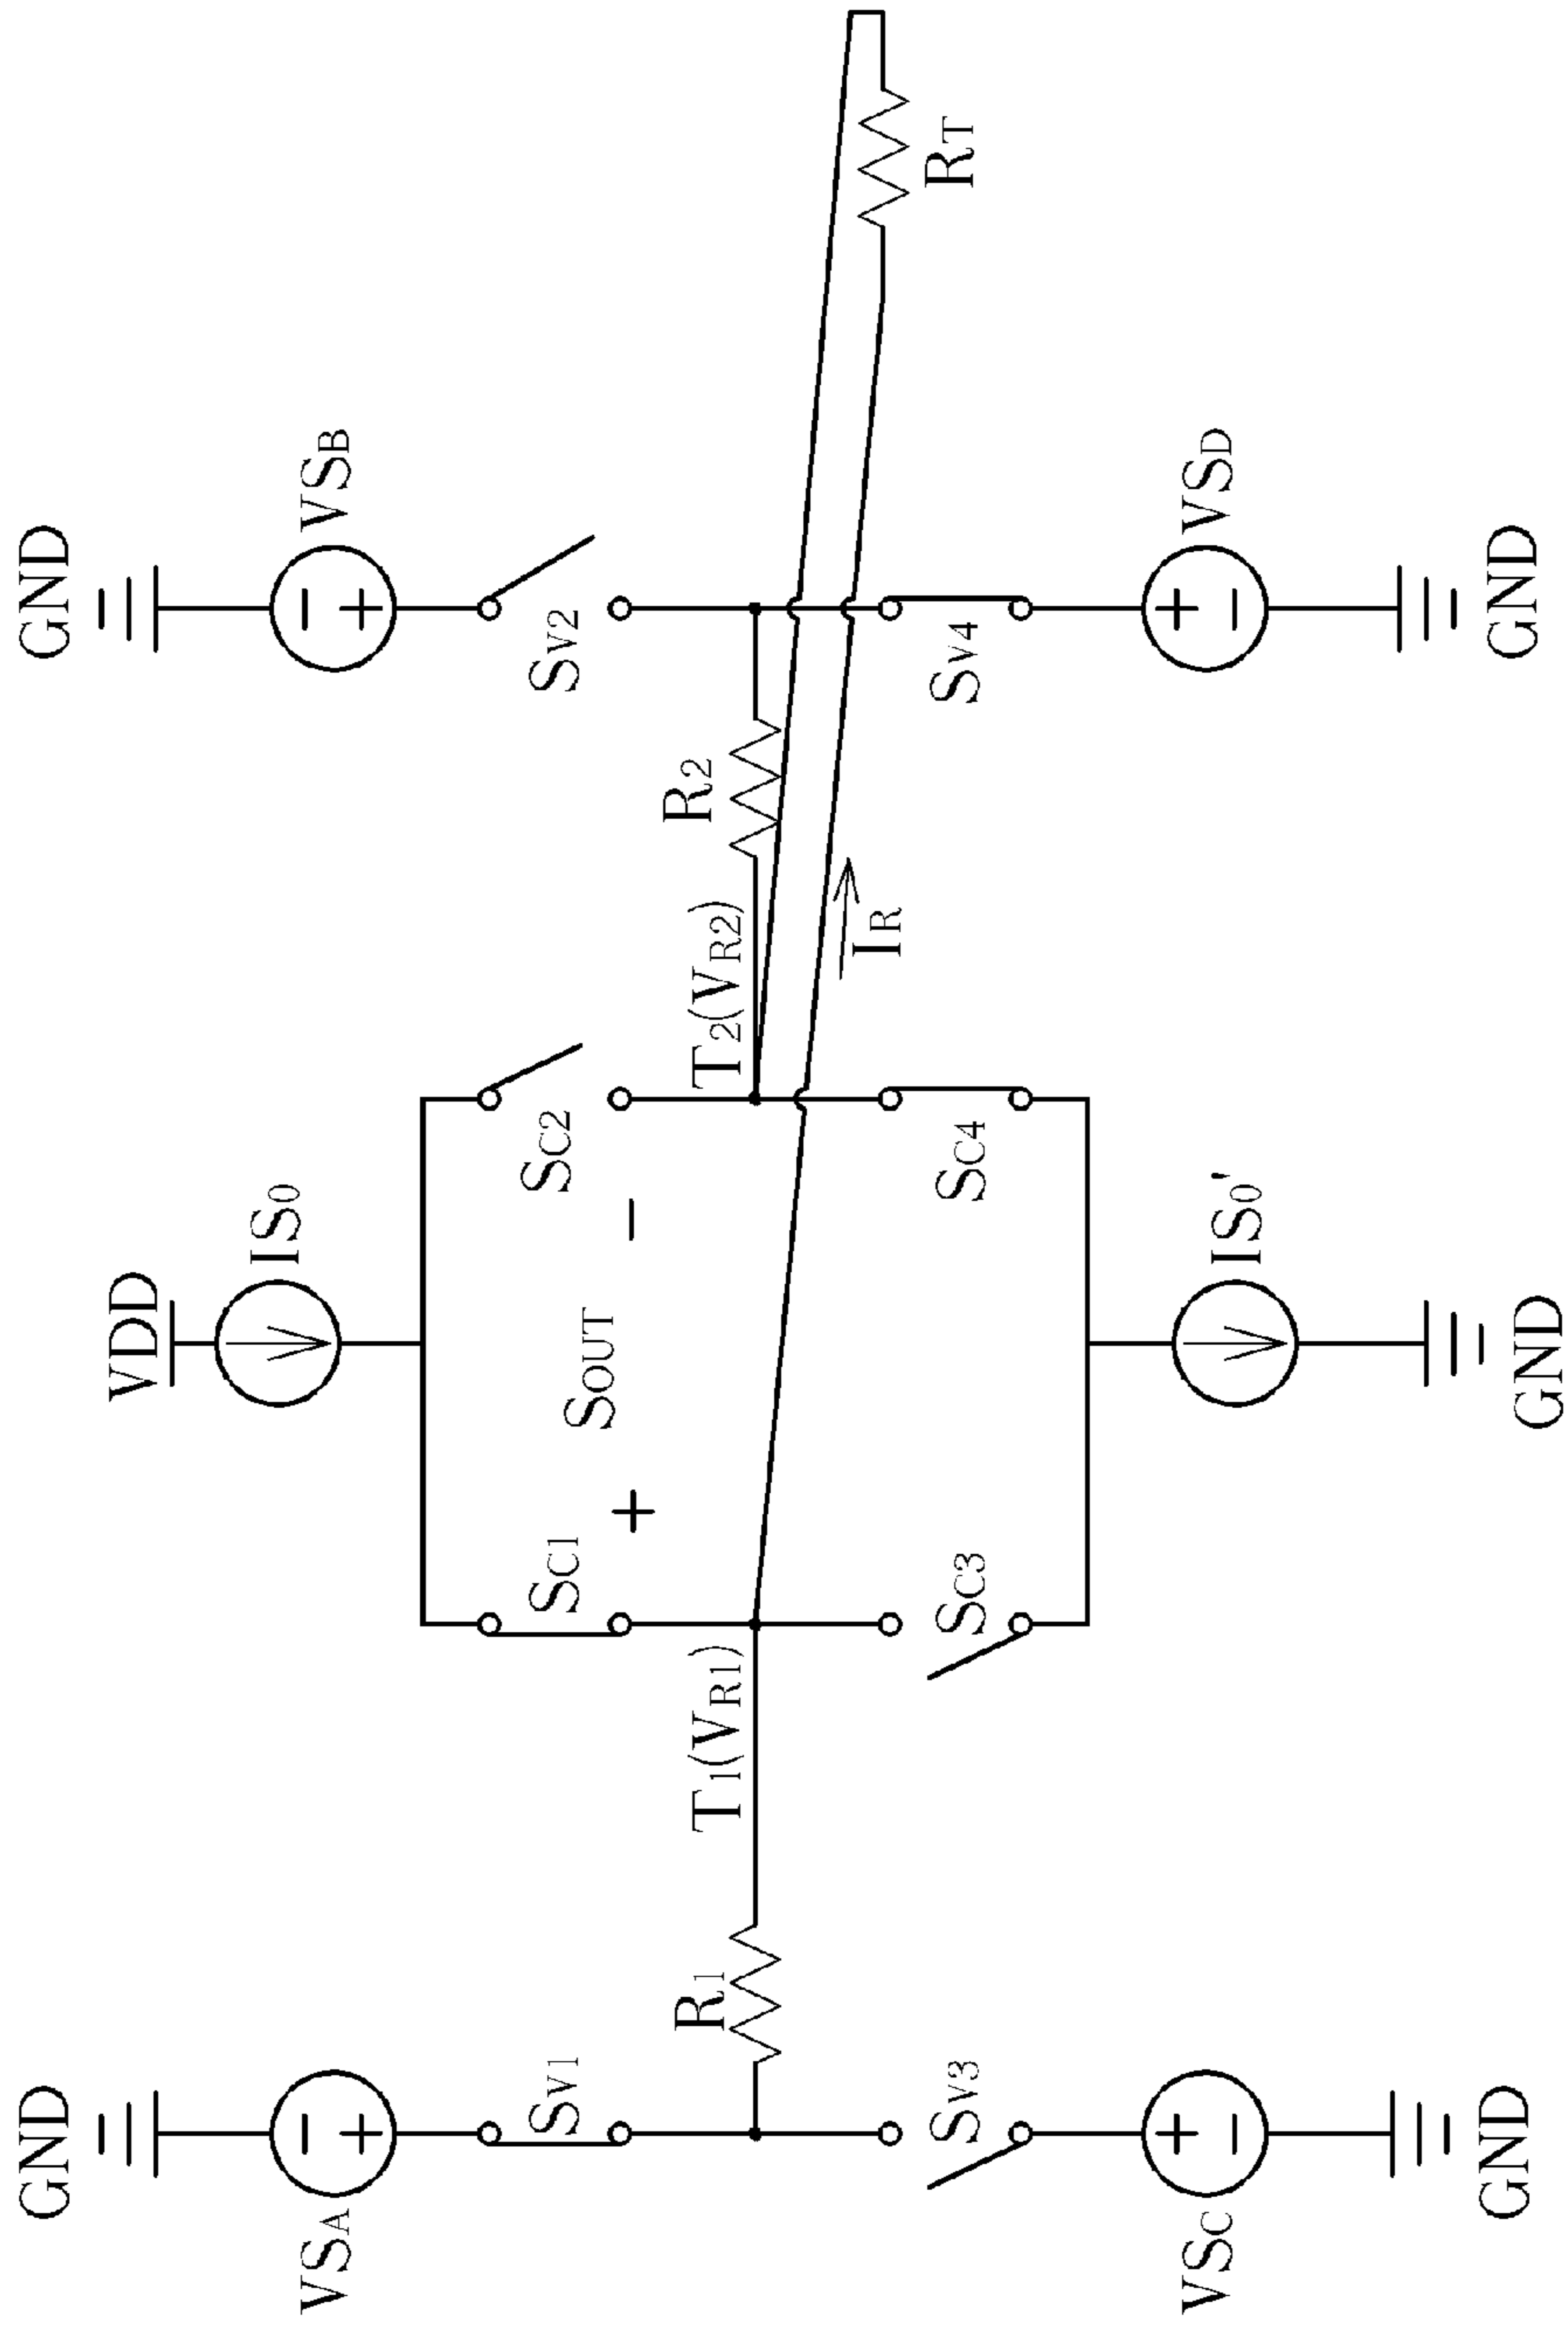 GND
VDD
GND
VSA
IS0
VSB
SV1
SC1
SC2
SV2
+ SOUT −
R1
T1(VR1)
T2(VR2)
R2
IR
RT
SV3
SC3
SC4
SV4
VSC
IS0'
VSD
GND
GND
GND